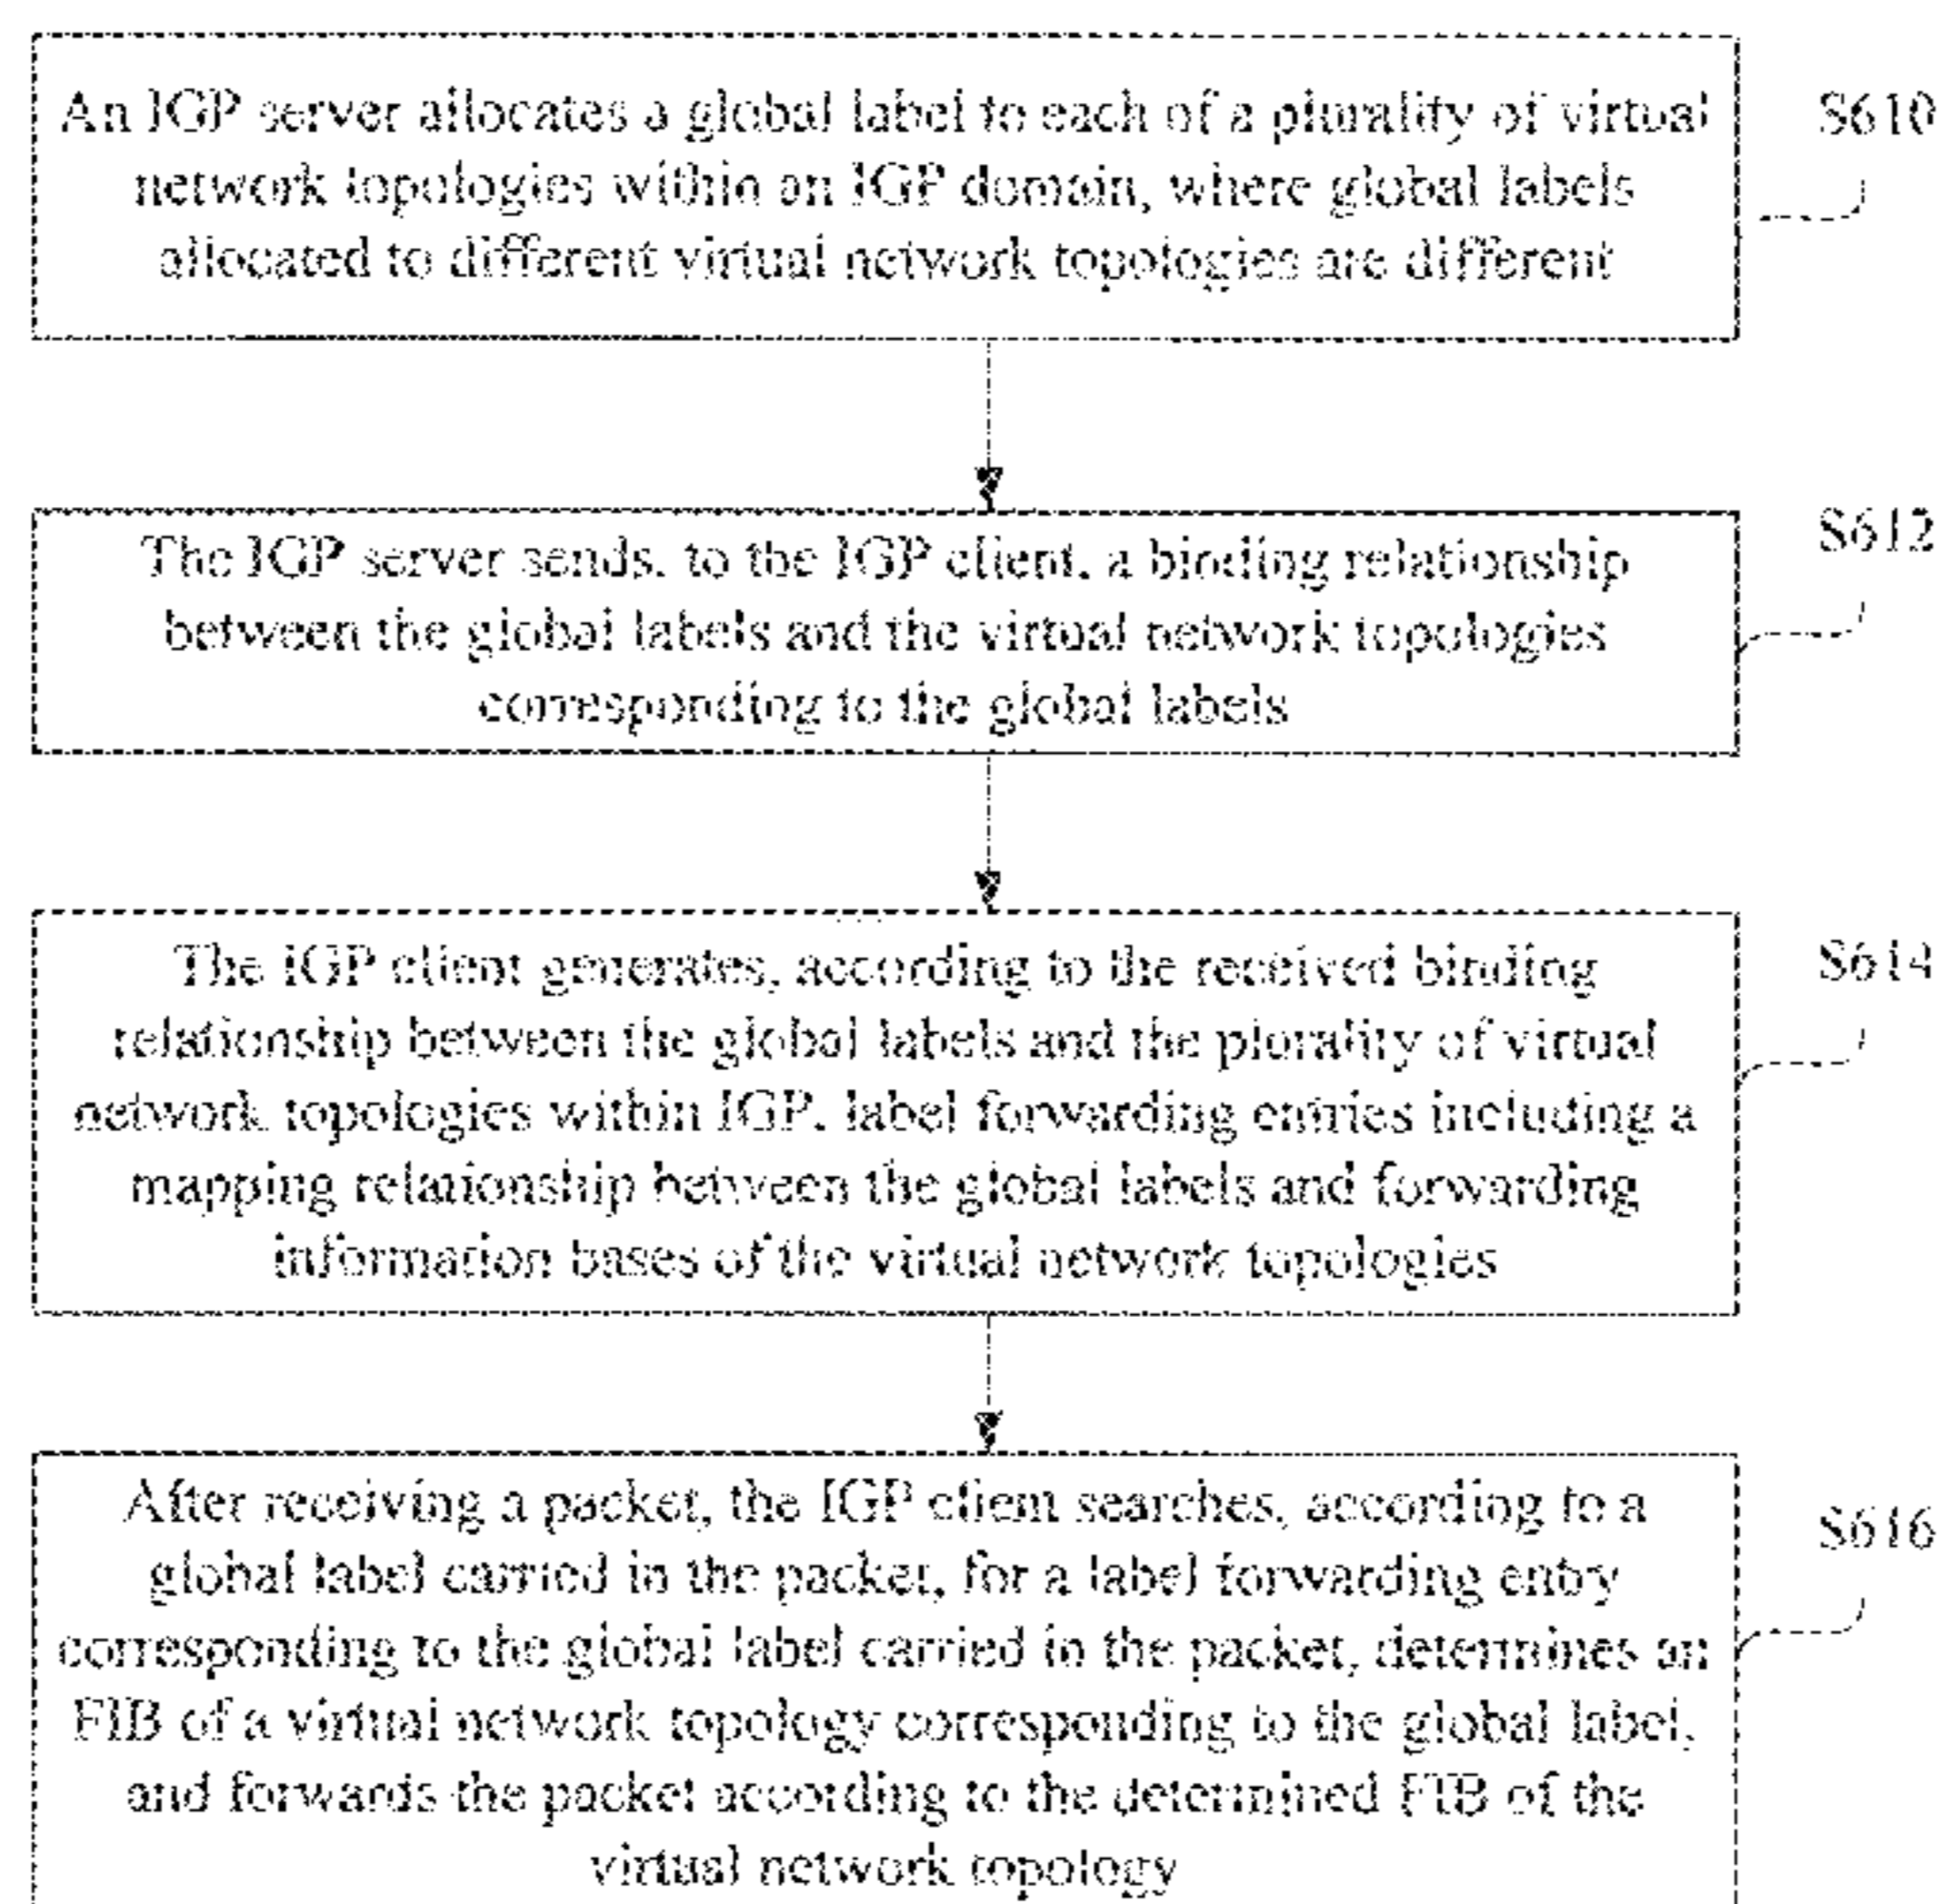 An IGP server allocates a global label to each of a plurality of virtual
network topologies within an IGP domain, where global labels
allocated to different virtual network topologies are different
S610
The IGP server sends, to the IGP client, a binding relationship
between the global labels and the virtual network topologies
corresponding to the global labels
S612
The IGP client generates, according to the received binding
relationship between the global labels and the plurality of virtual
network topologies within IGP, label forwarding entries including a
mapping relationship between the global labels and forwarding
information bases of the virtual network topologies
S614
After receiving a packet, the IGP client searches, according to a
global label carried in the packet, for a label forwarding entry
corresponding to the global label carried in the packet, determines an
FIB of a virtual network topology corresponding to the global label,
and forwards the packet according to the determined FIB of the
virtual network topology
S616